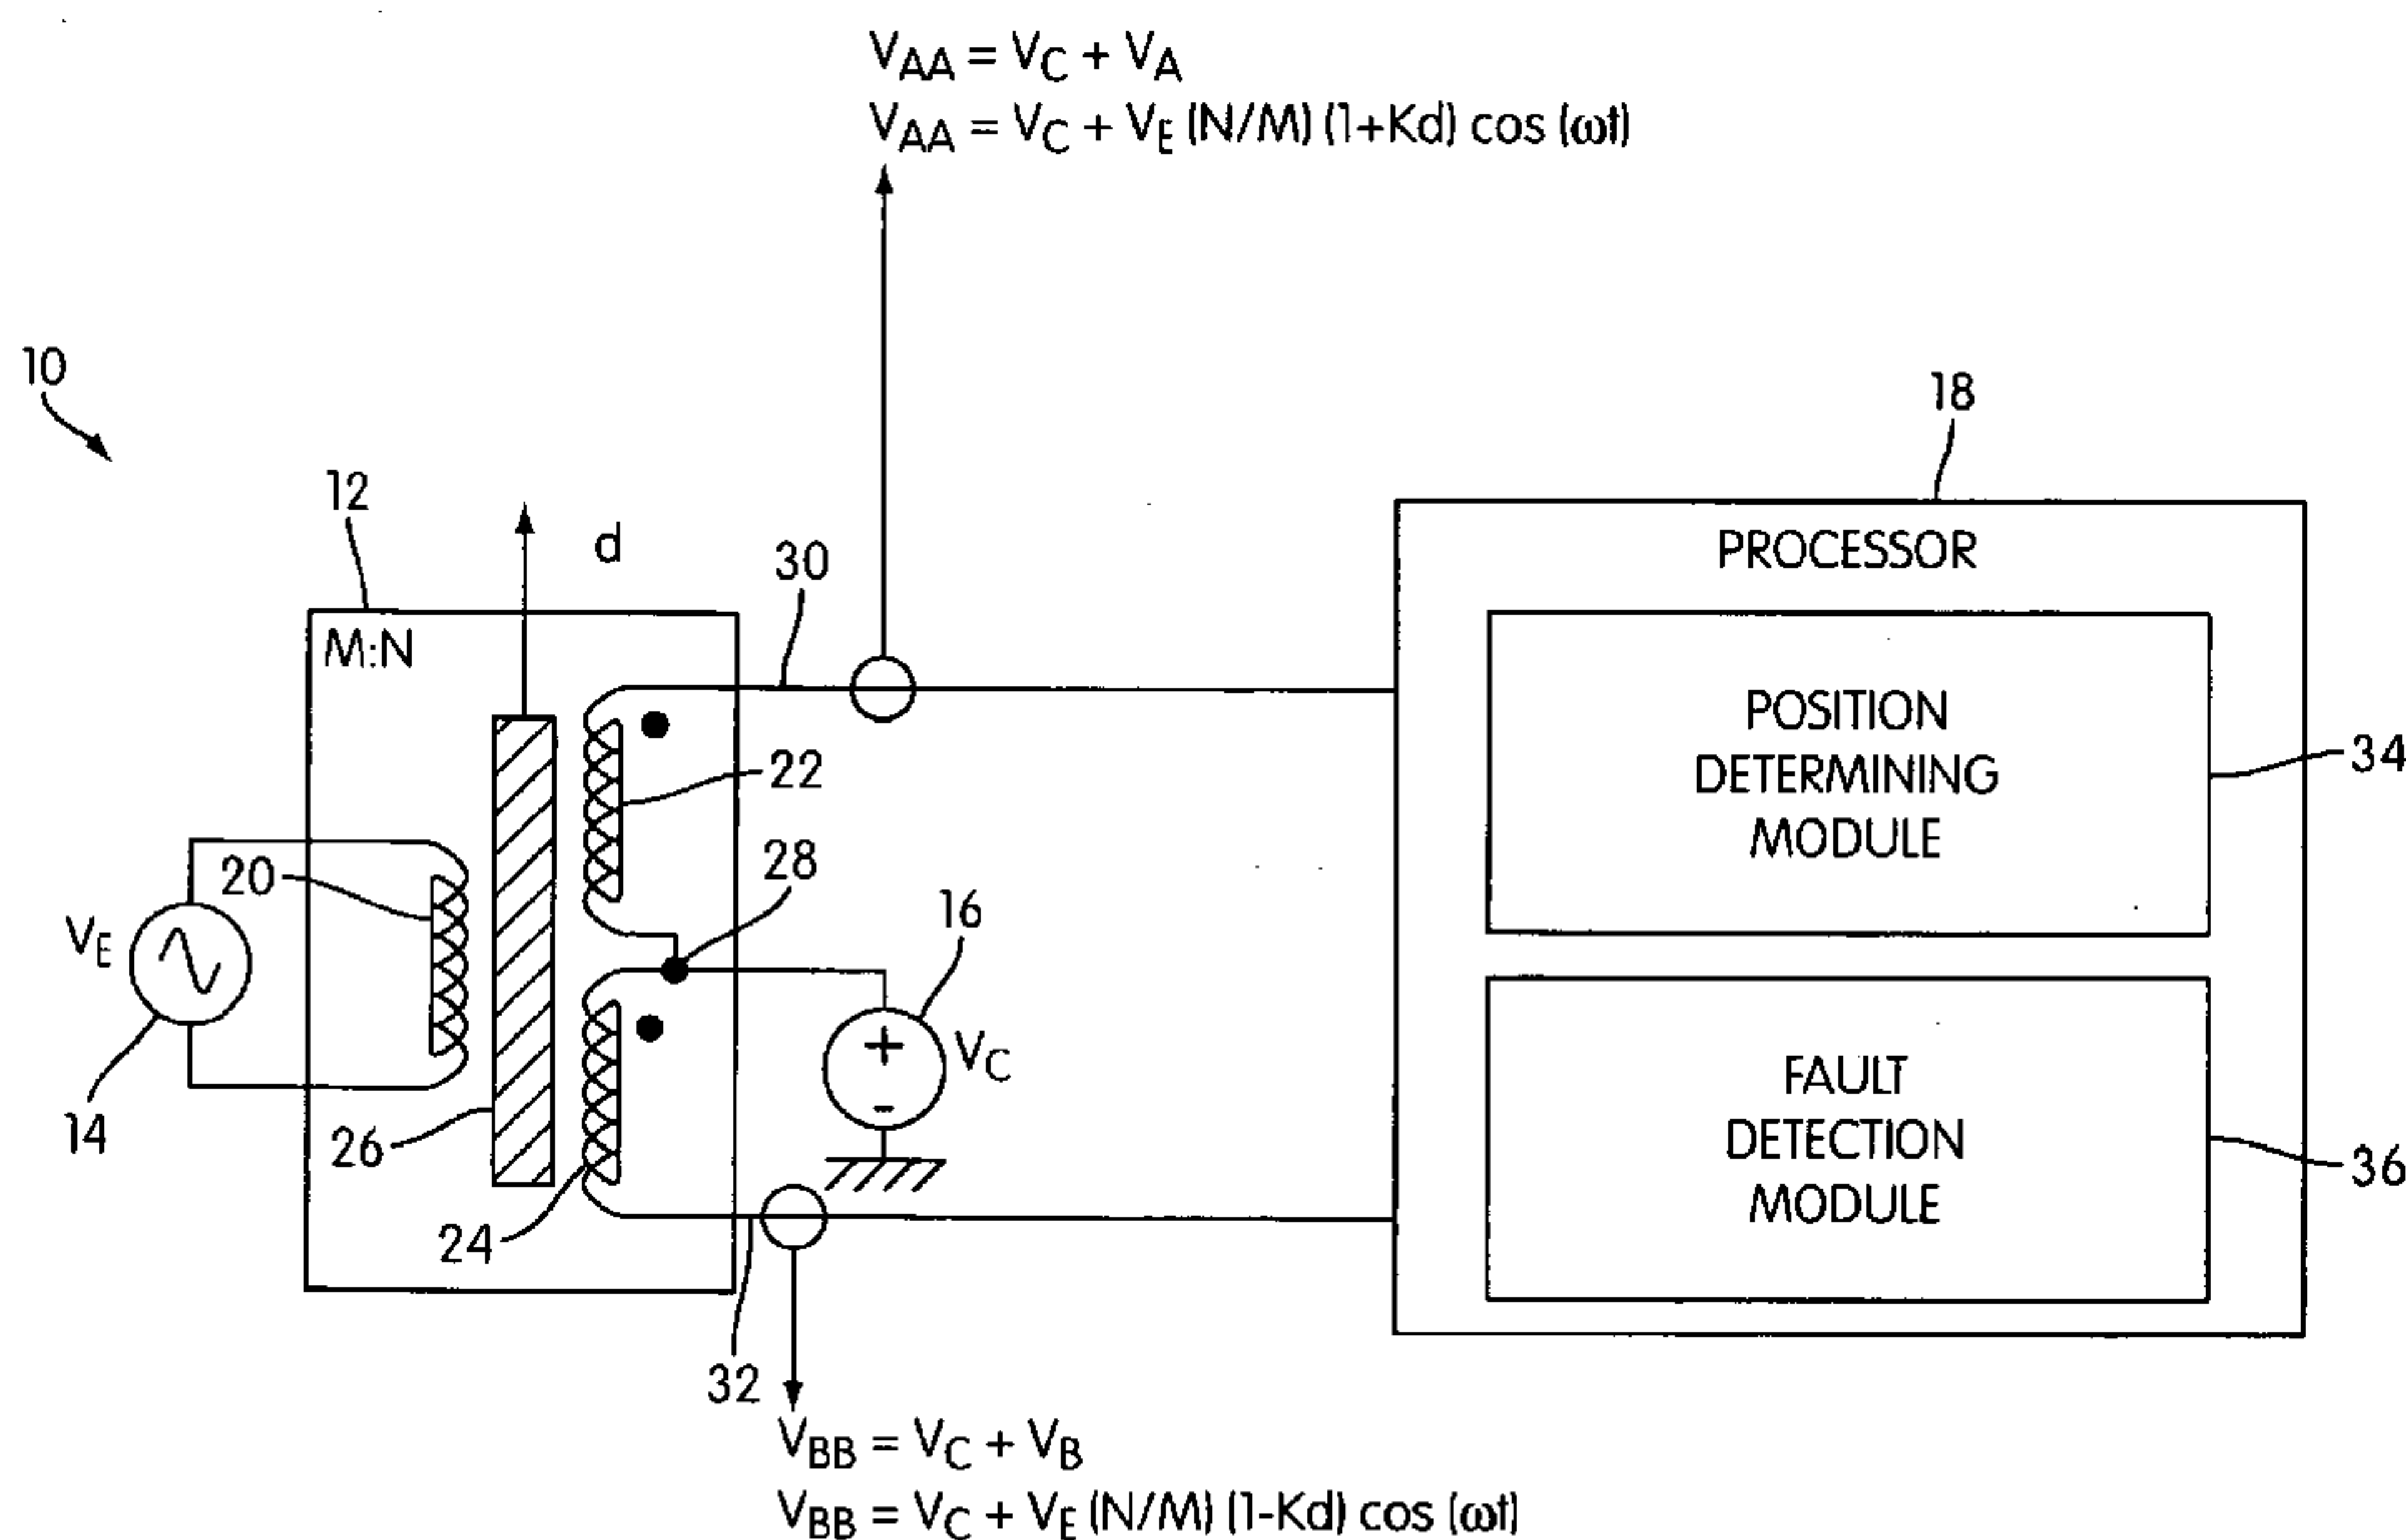 V_AA = V_C + V_A
V_AA = V_C + V_E (N/M) (1+Kd) cos (ωt)
10
18
12
d
30
PROCESSOR
M:N
POSITION
DETERMINING
MODULE
34
22
28
20
16
V_E
V_C
14
26
FAULT
DETECTION
MODULE
36
24
32
V_BB = V_C + V_B
V_BB = V_C + V_E (N/M) (1-Kd) cos (ωt)